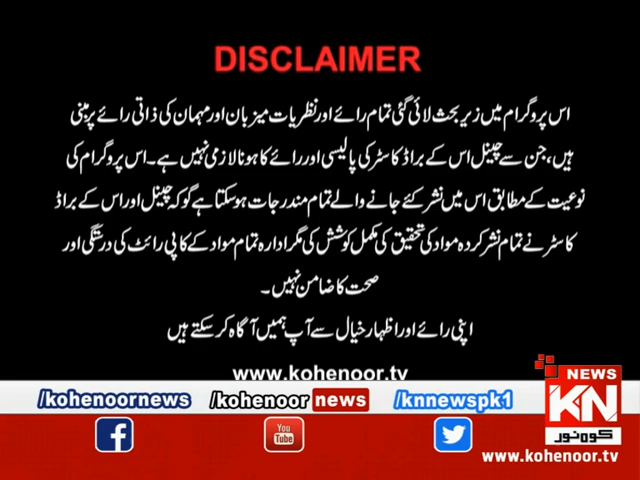 DISCLAIMER
اس پروگرام میں زیر بحث لائی گئی تمام رائے اور نظریات میزبان اور مہمان کی ذاتی رائے پر مبنی
ہیں، جن سے چینل اس کے براڈ کاسٹر کی پالیسی اور رائے کا ہونا لازمی نہیں ہے۔ اس پروگرام کی
نوعیت کے مطابق اس میں نشر کئے جانے والے تمام مندرجات ہوسکتا ہے گو کہ چینل اور اس کے براڈ
کاسٹر نے تمام نشر کردہ مواد کی تحقیق کی مکمل کوشش کی مگر ادارہ تمام مواد کے کاپی رائٹ کی درستگی اور
صحت کا ضامن نہیں۔
اپنی رائے اور اظہار خیال سے آپ ہمیں آگاہ کر سکتے ہیں
www.kohenoor.tv
/kohenoornews /kohenoor news /knnewspk1
You Tube
NEWS
KN
کوہ نور
www.kohenoor.tv